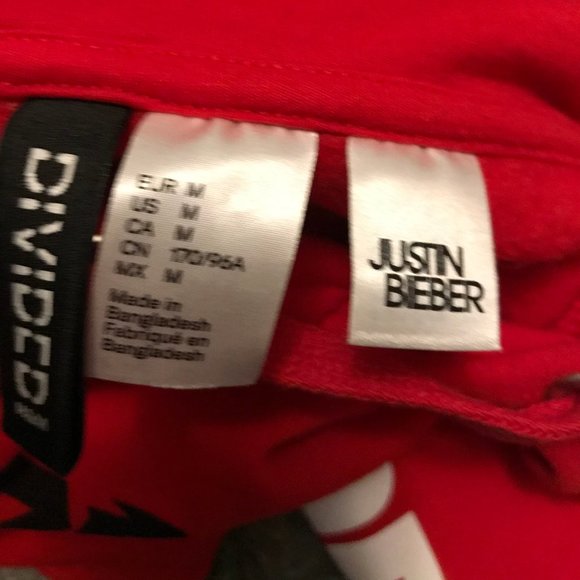 DIVIDED
EUR M
US M
CA M
CN 170/96A
MX M
Made in
Bangladesh
Fabriqué en
Bangladesh
JUSTIN
BIEBER